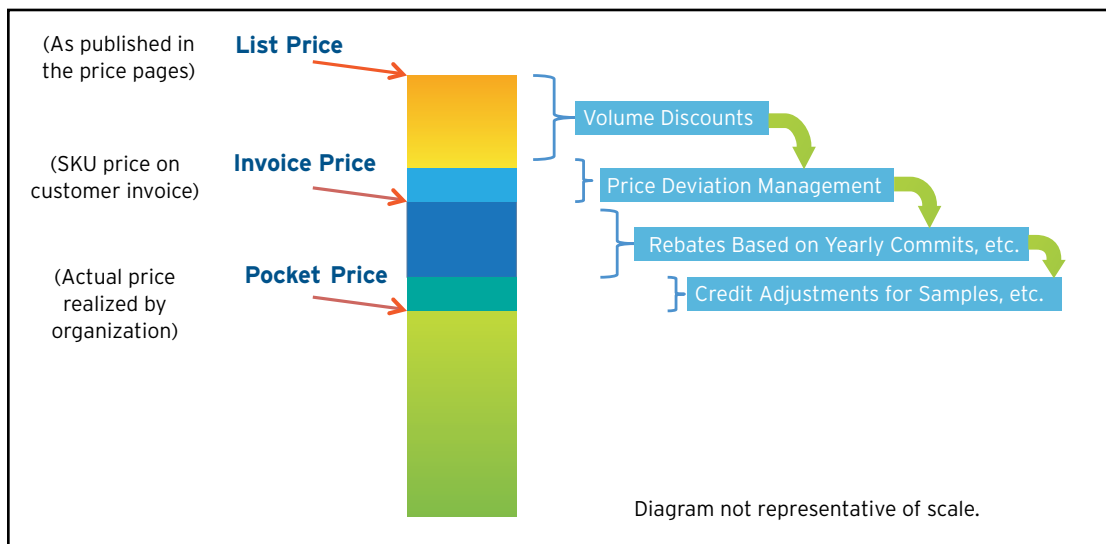 (As published in
the price pages)
List Price
Volume Discounts
(SKU price on
customer invoice)
Invoice Price
Price Deviation Management
Rebates Based on Yearly Commits, etc.
(Actual price
realized by
organization)
Pocket Price
Credit Adjustments for Samples, etc.
Diagram not representative of scale.